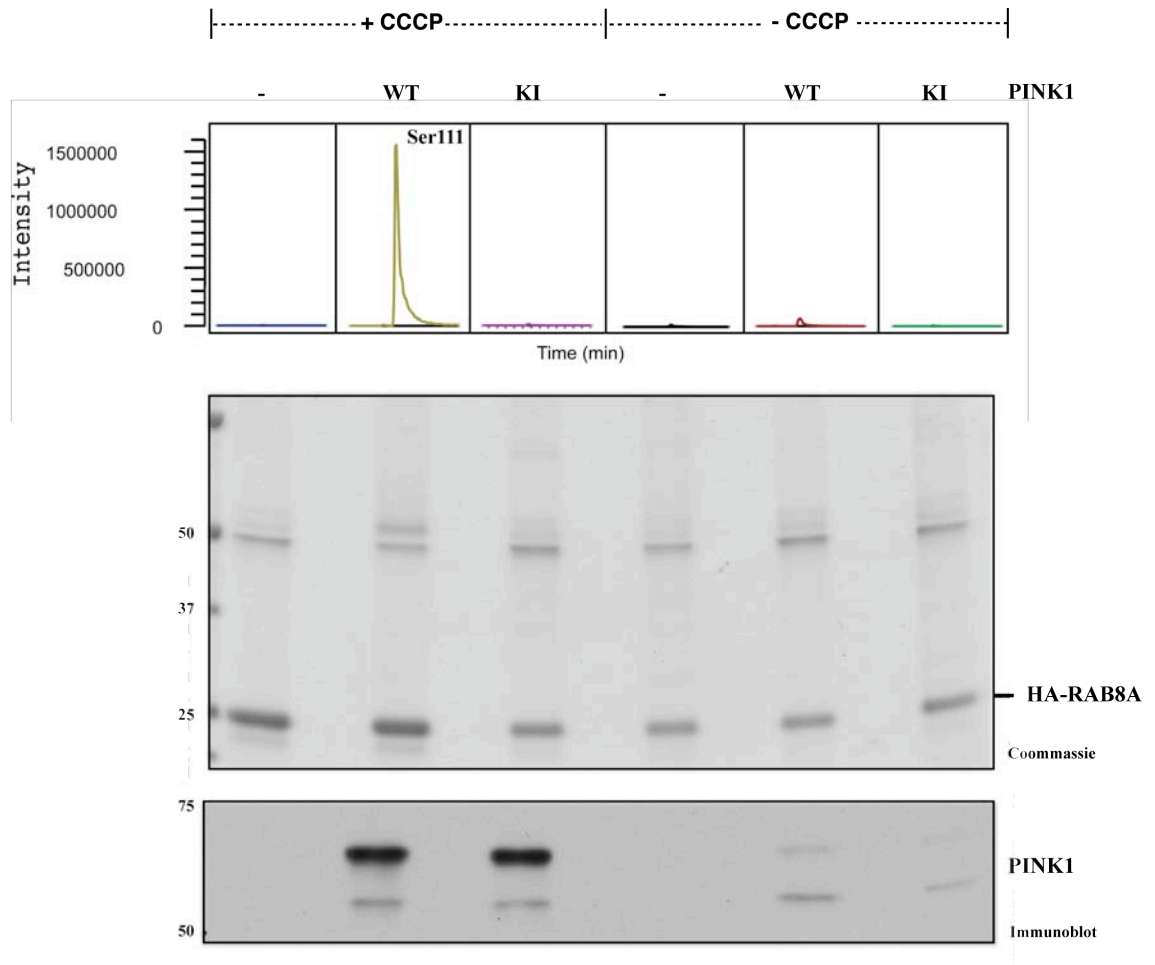 + CCCP - CCCP
- WT KI - WT KI PINK1
Ser111
Intensity
1500000
1000000
500000
0
Time (min)
50
37
25
HA-RAB8A
Coommassie
75
PINK1
50
Immunoblot